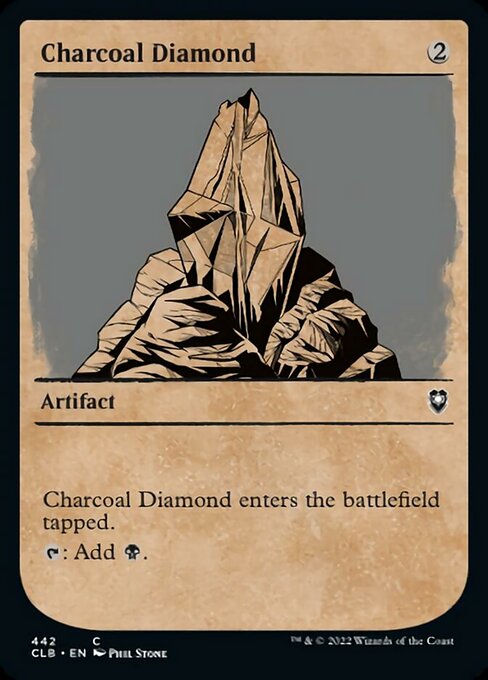 Charcoal Diamond 2
Artifact
Charcoal Diamond enters the battlefield
tapped.
: Add .
442 C
CLB • EN Phil Stone
™ & © 2022 Wizards of the Coast